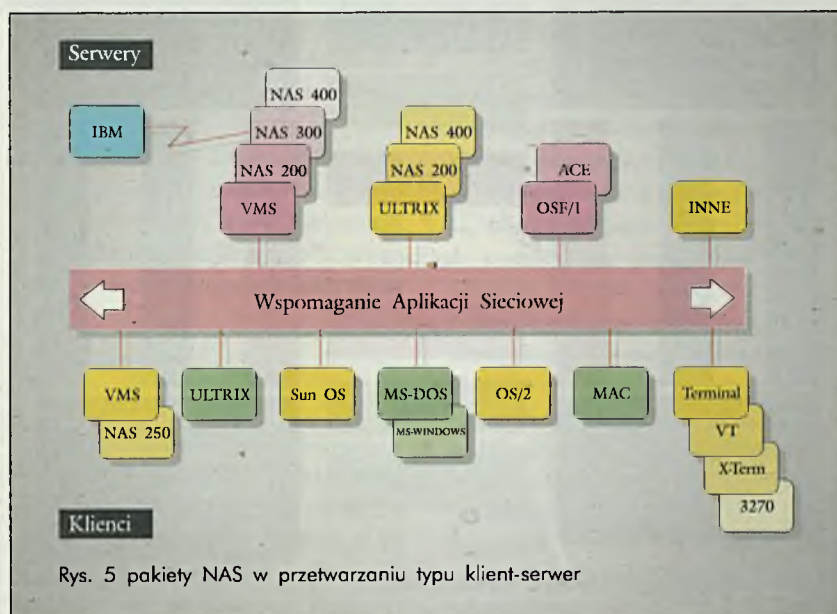 Serwery
NAS 400
IBM
NAS 300
NAS 400
NAS 200
NAS 200
ACE
VMS
ULTRIX
OSF/1
INNE
Wspomaganie Aplikacji Sieciowej
VMS
ULTRIX
Sun OS
MS-DOS
OS/2
MAC
Terminal
NAS 250
MS-WINDOWS
VT
X-Term
3270
Klienci
Rys. 5 pakiety NAS w przetwarzaniu typu klient-serwer